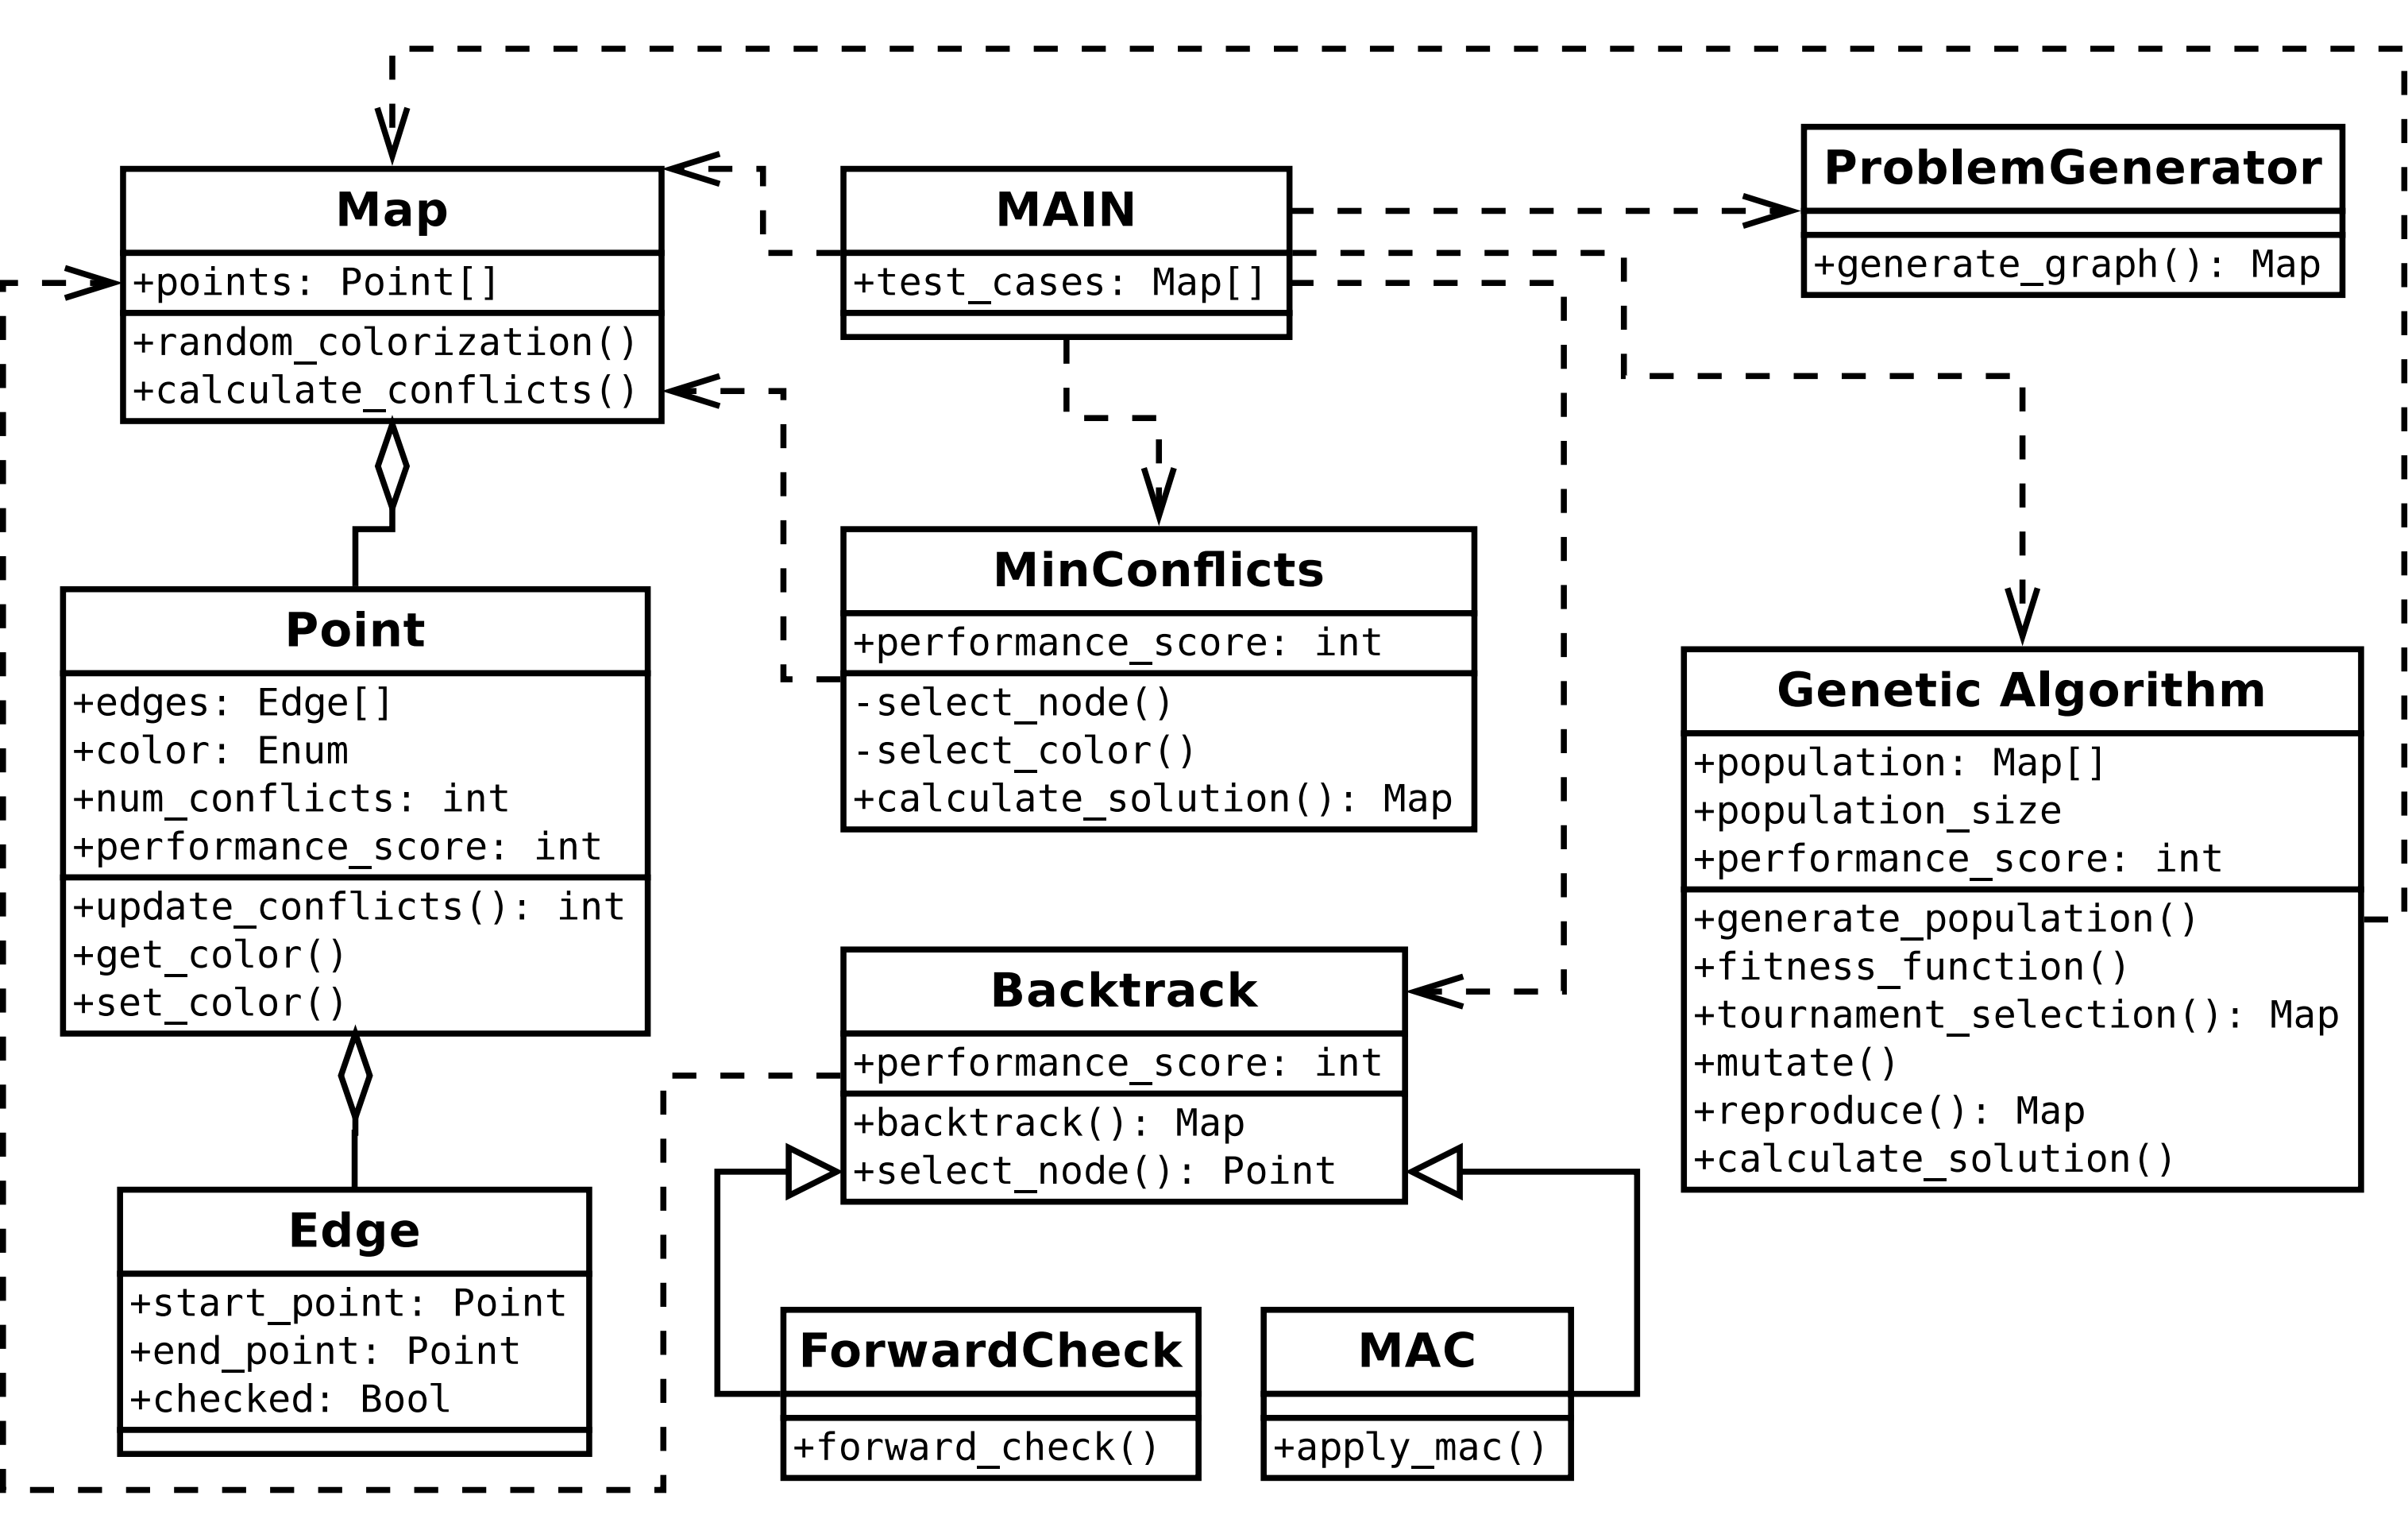 Map
+points: Point[]
+random_colorization()
+calculate_conflicts()
MAIN
+test_cases: Map[]
ProblemGenerator
+generate_graph(): Map
Point
+edges: Edge[]
+color: Enum
+num_conflicts: int
+performance_score: int
+update_conflicts(): int
+get_color()
+set_color()
MinConflicts
+performance_score: int
-select_node()
-select_color()
+calculate_solution(): Map
Genetic Algorithm
+population: Map[]
+population_size
+performance_score: int
+generate_population()
+fitness_function()
+tournament_selection(): Map
+mutate()
+reproduce(): Map
+calculate_solution()
Backtrack
+performance_score: int
+backtrack(): Map
+select_node(): Point
Edge
+start_point: Point
+end_point: Point
+checked: Bool
ForwardCheck
+forward_check()
MAC
+apply_mac()